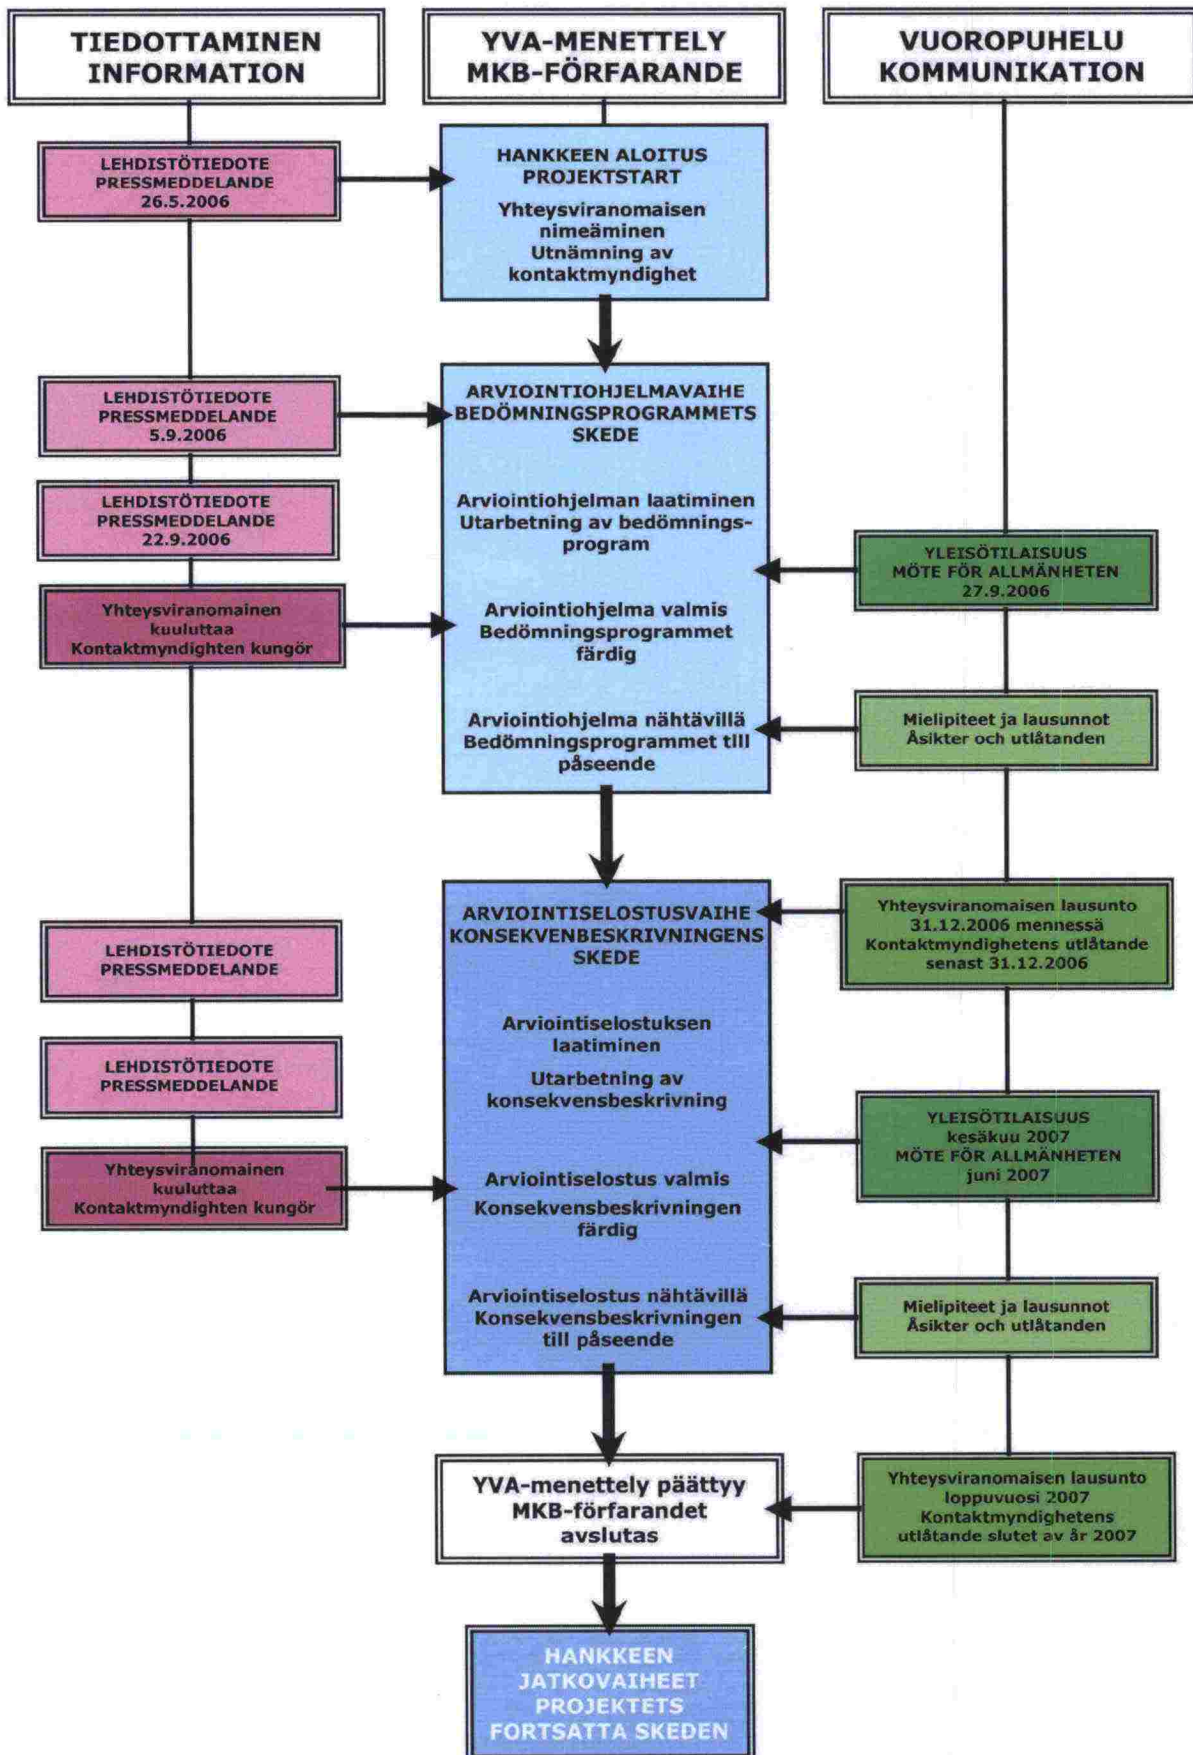 TIEDOTTAMINEN
INFORMATION
YVA-MENETTELY
MKB-FÖRFARANDE
VUOROPUHELU
KOMMUNIKATION
LEHDISTÖTIEDOTE
PRESSMEDDELANDE
26.5.2006
HANKKEEN ALOITUS
PROJEKTSTART
Yhteysviranomaisen
nimeäminen
Utnämning av
kontaktmyndighet
LEHDISTÖTIEDOTE
PRESSMEDDELANDE
5.9.2006
LEHDISTÖTIEDOTE
PRESSMEDDELANDE
22.9.2006
Yhteysviranomainen
kuuluttaa
Kontaktmyndighten kungör
ARVIOINTIOHJELMAVAIHE
BEDÖMNINGSPROGRAMMETS
SKEDE
Arviointiohjelman laatiminen
Utarbetning av bedömnings-
program
Arviointiohjelma valmis
Bedömningsprogrammet
färdig
Arviointiohjelma nähtävillä
Bedömningsprogrammet till
påseende
YLEISÖTILAISUUS
MÖTE FÖR ALLMÄNHETEN
27.9.2006
Mielipiteet ja lausunnot
Åsikter och utlåtanden
LEHDISTÖTIEDOTE
PRESSMEDDELANDE
LEHDISTÖTIEDOTE
PRESSMEDDELANDE
Yhteysviranomainen
kuuluttaa
Kontaktmyndighten kungör
ARVIOINTISELOSTUSVAIHE
KONSEKVENBESKRIVNINGENS
SKEDE
Arviointiselostuksen
laatiminen
Utarbetning av
konsekvensbeskrivning
Arviointiselostus valmis
Konsekvensbeskrivningen
färdig
Arviointiselostus nähtävillä
Konsekvensbeskrivningen
till påseende
Yhteysviranomaisen lausunto
31.12.2006 mennessä
Kontaktmyndighetens utlåtande
senast 31.12.2006
YLEISÖTILAISUUS
kesäkuu 2007
MÖTE FÖR ALLMÄNHETEN
juni 2007
Mielipiteet ja lausunnot
Åsikter och utlåtanden
YVA-menettely päättyy
MKB-förfarandet
avslutas
Yhteysviranomaisen lausunto
loppuvuosi 2007
Kontaktmyndighetens
utlåtande slutet av år 2007
HANKKEEN
JATKOVAIHEET
PROJEKTETS
FORTSATTA SKEDEN